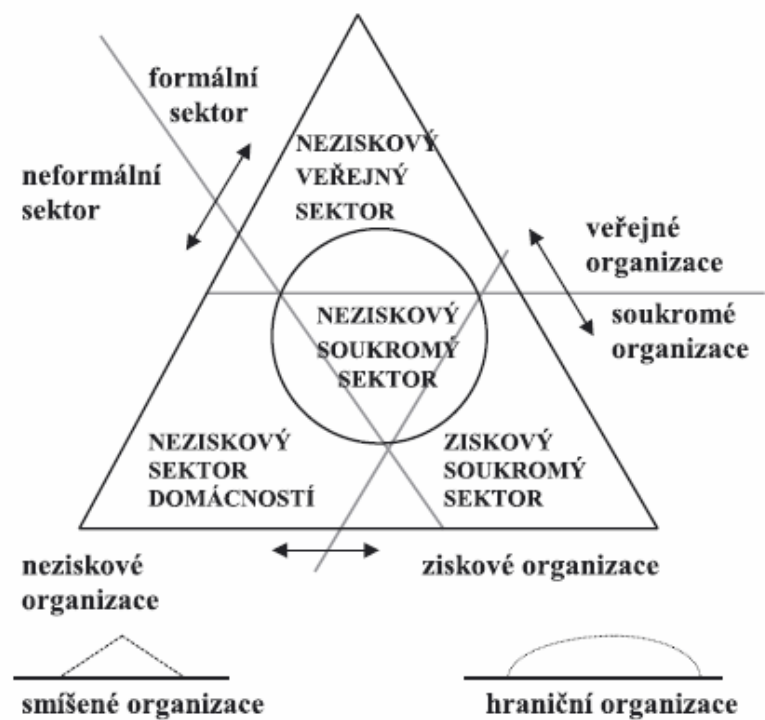 formální
sektor
neformální
sektor
NEZISKOVÝ
VEŘEJNÝ
SEKTOR
veřejné
organizace
soukromé
organizace
NEZISKOVÝ
SOUKROMÝ
SEKTOR
NEZISKOVÝ
SEKTOR
DOMÁCNOSTÍ
ZISKOVÝ
SOUKROMÝ
SEKTOR
neziskové
organizace
ziskové organizace
smíšené organizace
hraniční organizace